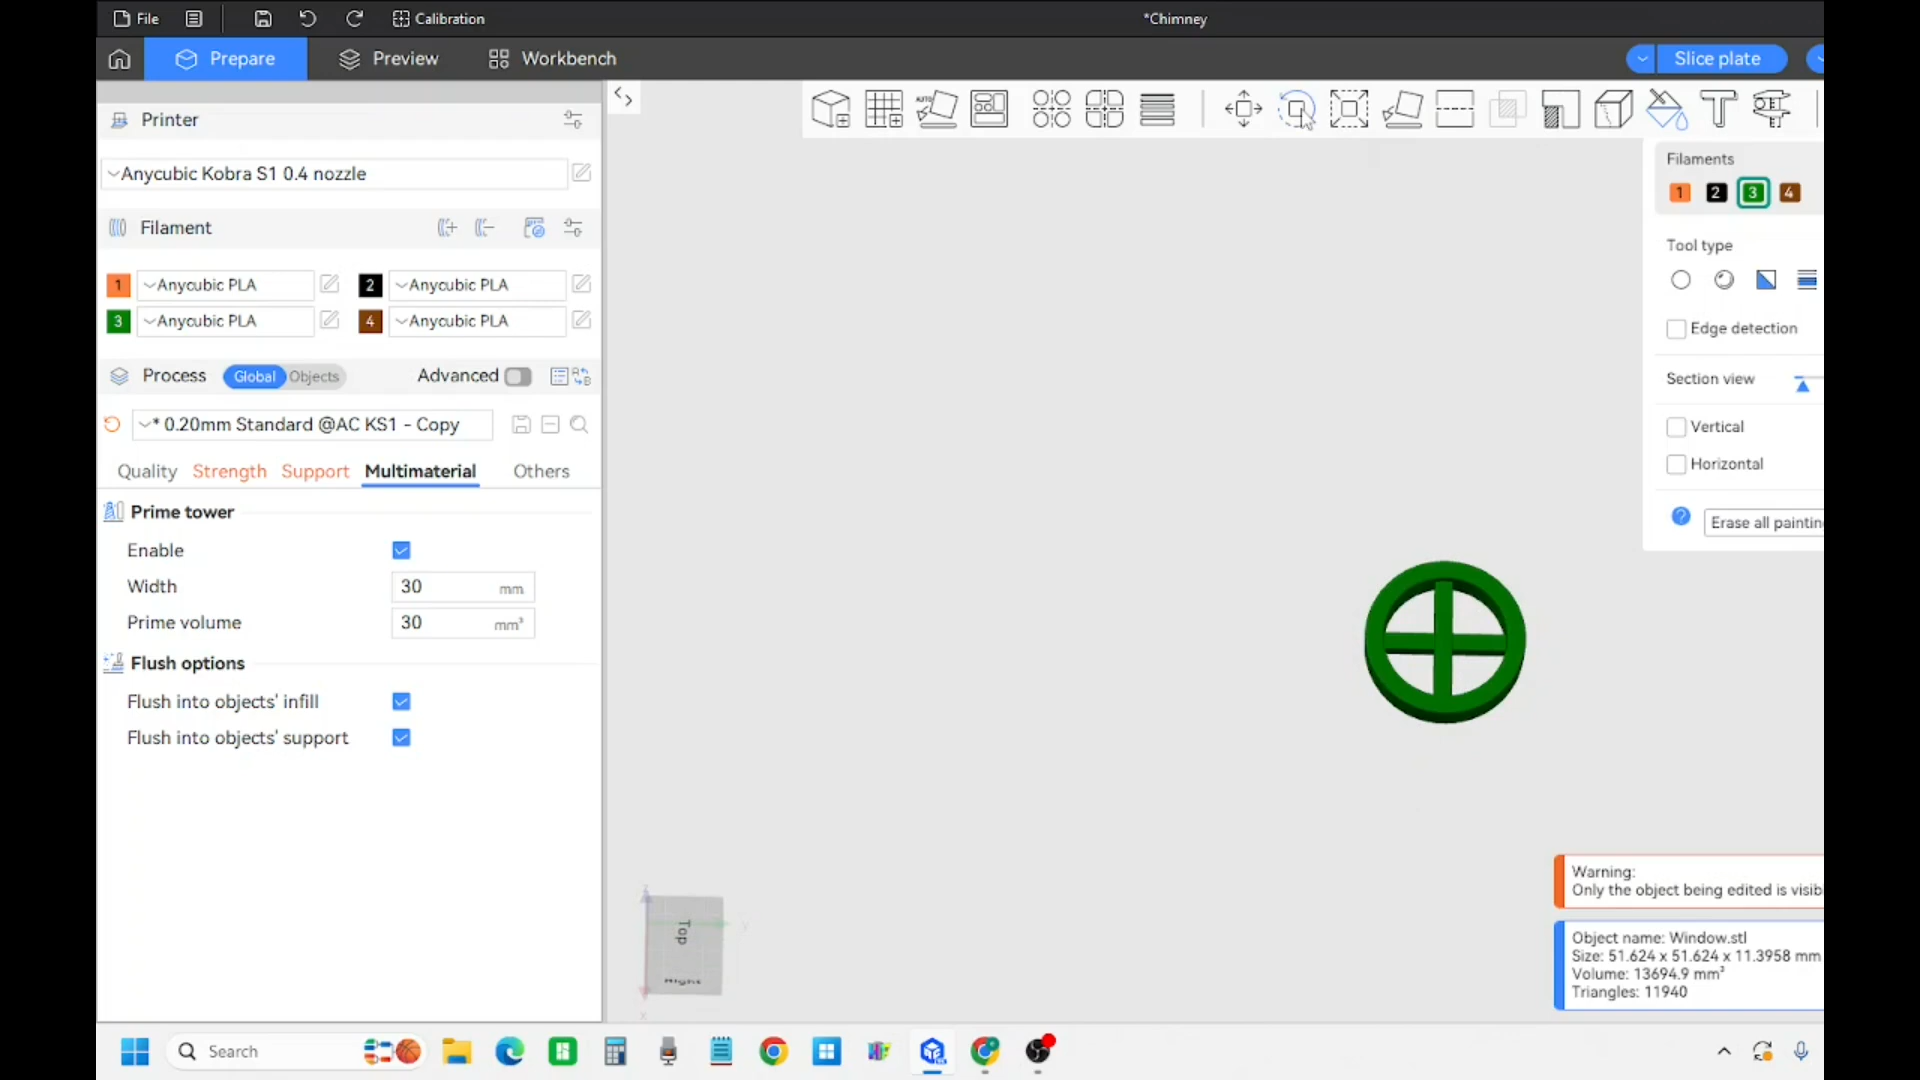 File
Calibration
*Chimney
Prepare
Preview
Workbench
Slice plate
Printer
Anycubic Kobra S1 0.4 nozzle
Filament
1 Anycubic PLA
2 Anycubic PLA
3 Anycubic PLA
4 Anycubic PLA
Process Global Objects Advanced
* 0.20mm Standard @AC KS1 - Copy
Quality Strength Support Multimaterial Others
Prime tower
Enable
Width 30 mm
Prime volume 30 mm³
Flush options
Flush into objects' infill
Flush into objects' support
AUTO
Filaments
1 2 3 4
Tool type
Edge detection
Section view
Vertical
Horizontal
? Erase all paintin
Top
Right
Warning:
Only the object being edited is visib
Object name: Window.stl
Size: 51.624 x 51.624 x 11.3958 mm
Volume: 13694.9 mm³
Triangles: 11940
Search